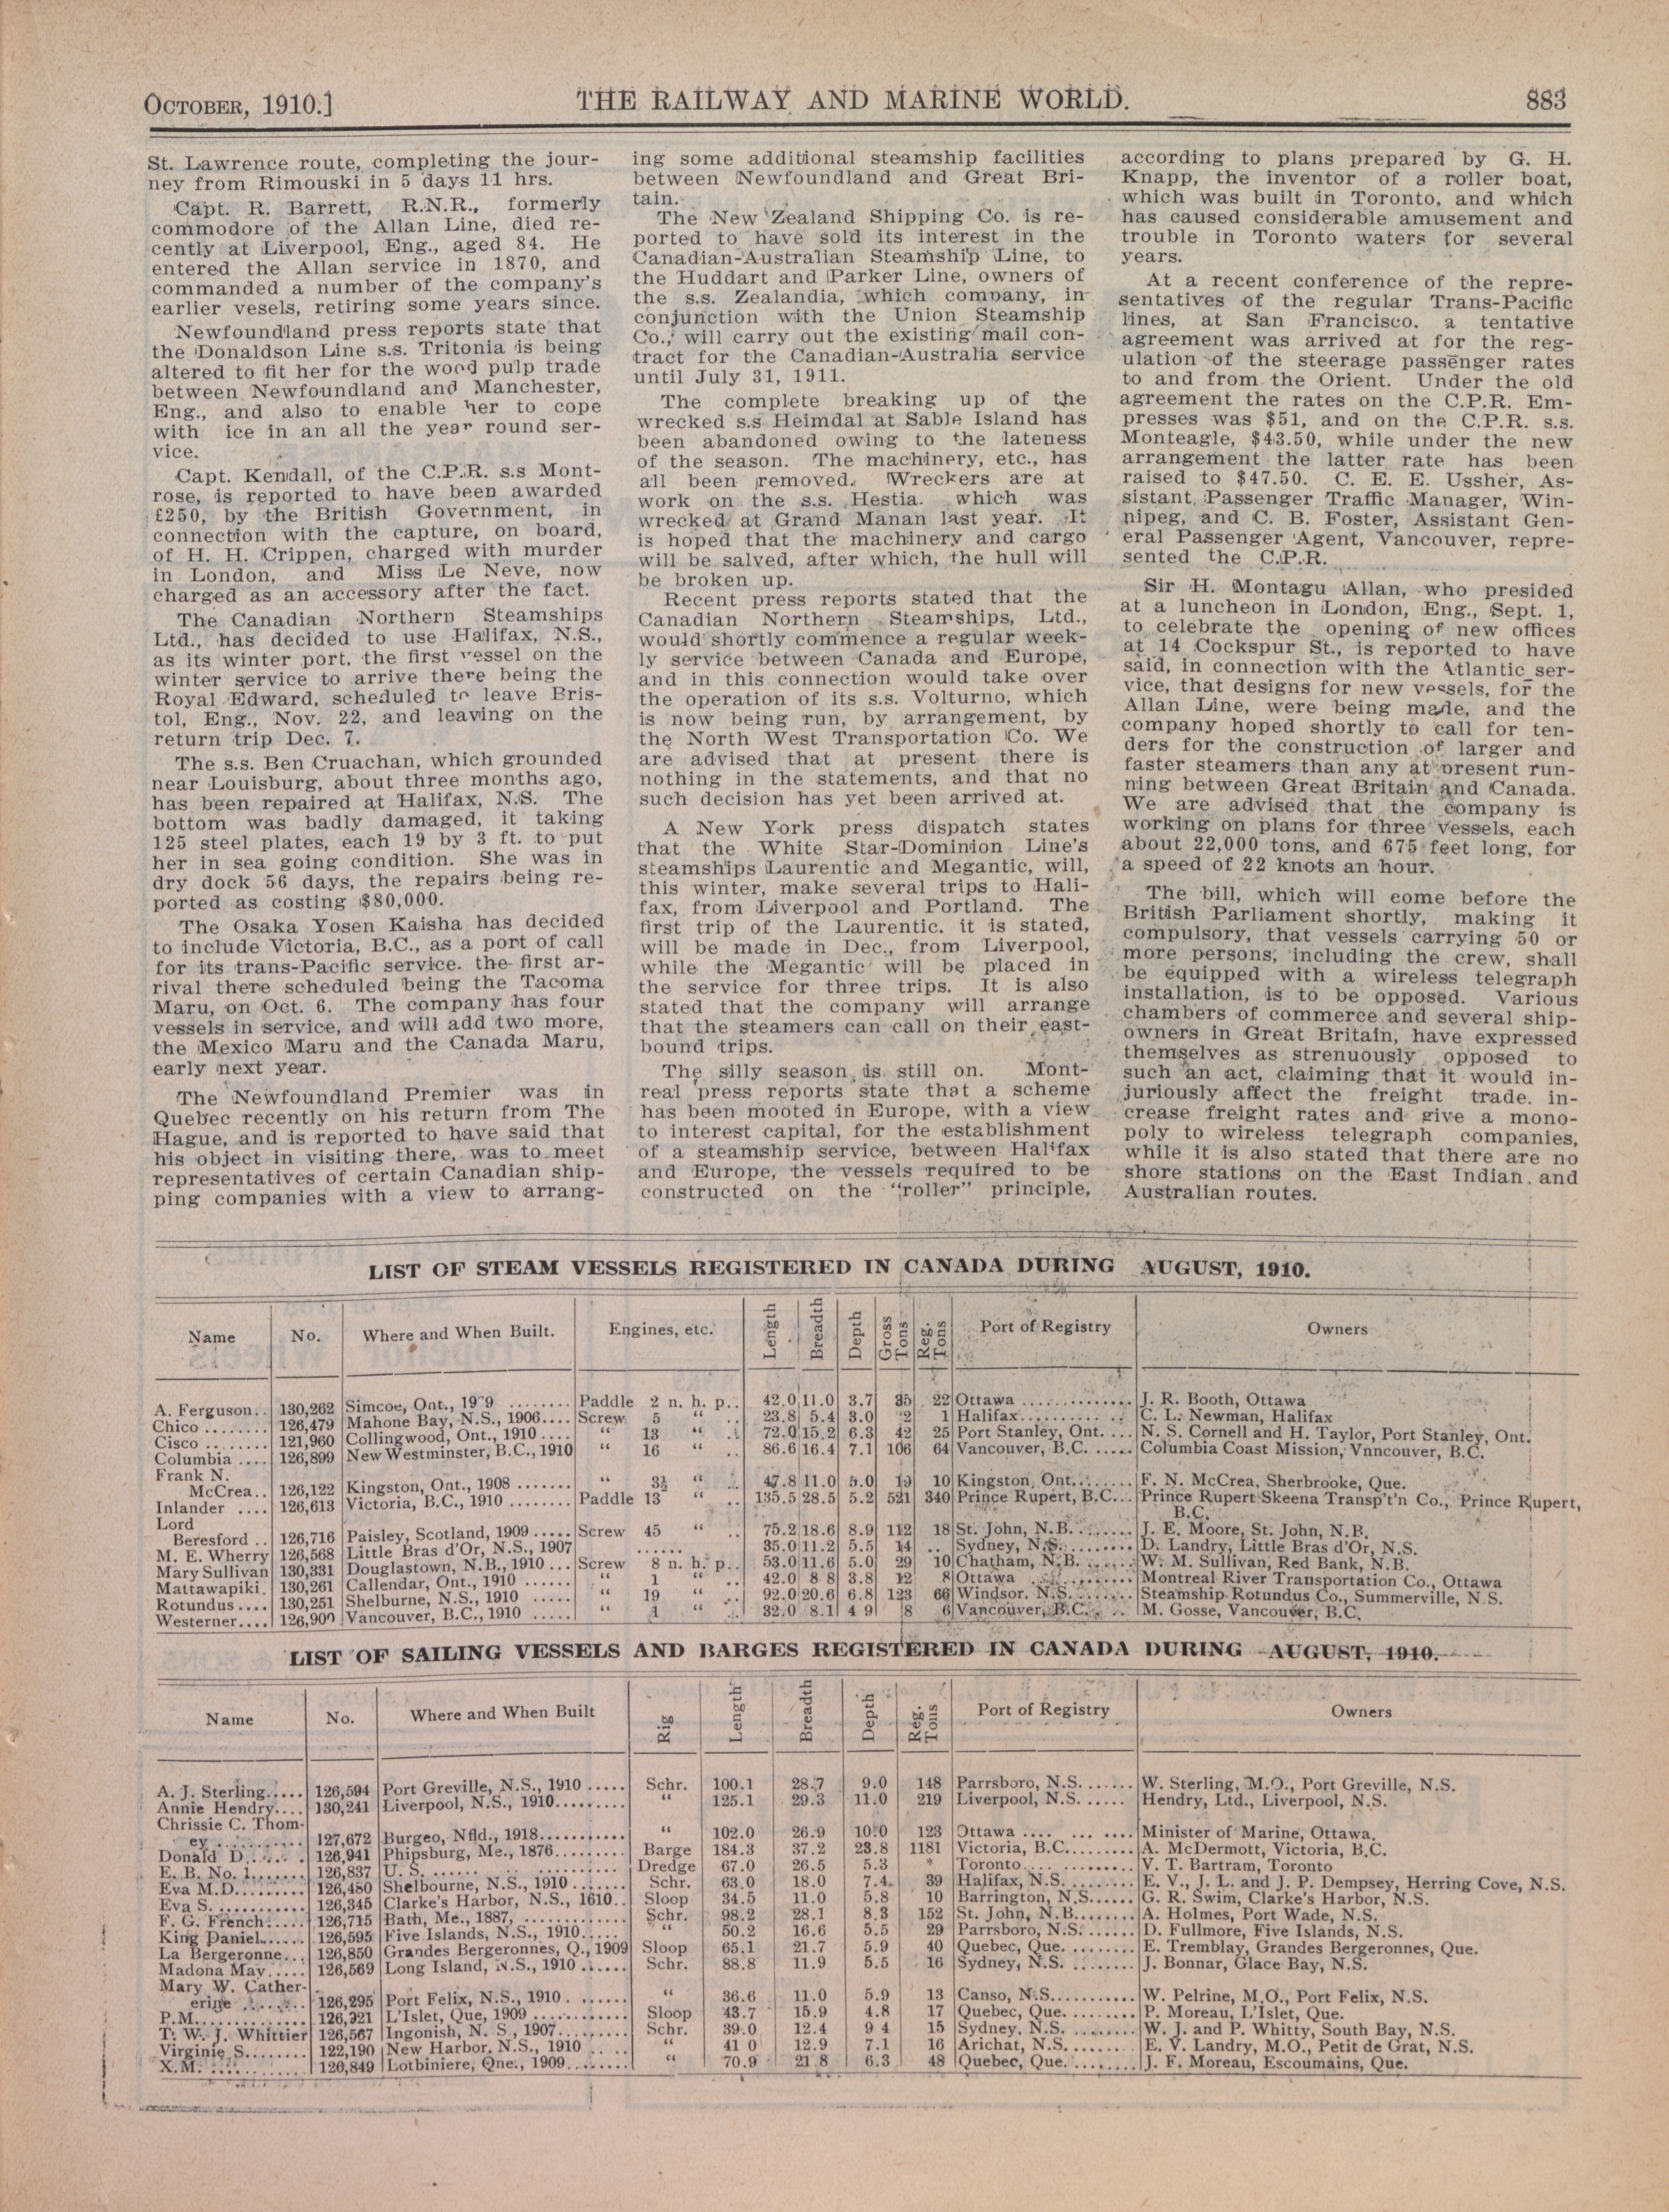 OCTOBER, 1910.]
THE RAILWAY AND MARINE WORLD.
883
St. Lawrence route, completing the jour-
ney from Rimouski in 5 days 11 hrs.
Capt. R. Barrett, R.N.R., formerly
commodore of the Allan Line, died re-
cently at Liverpool, Eng., aged 84. He
entered the Allan service in 1870, and
commanded a number of the company's
earlier vesels, retiring some years since.
Newfoundland press reports state that
the Donaldson Line s.s. Tritonia is being
altered to fit her for the wood pulp trade
between Newfoundland and Manchester,
Eng., and also to enable her to cope
with ice in an all the year round ser-
vice.
Capt. Kendall, of the C.P.R. s.s Mont-
rose, is reported to have been awarded
£250, by the British Government, in
connection with the capture, on board,
of H. H. Crippen, charged with murder
in London, and Miss Le Neve, now
charged as an accessory after the fact.
The Canadian Northern Steamships
Ltd., has decided to use Halifax, N.S.,
as its winter port, the first vessel on the
winter service to arrive there being the
Royal Edward, scheduled to leave Bris-
tol, Eng., Nov. 22, and leaving on the
return trip Dec. 7.
The s.s. Ben Cruachan, which grounded
near Louisburg, about three months ago,
has been repaired at Halifax, N.S. The
bottom was badly damaged, it taking
125 steel plates, each 19 by 3 ft. to put
her in sea going condition. She was in
dry dock 56 days, the repairs being re-
ported as costing $80,000.
The Osaka Yosen Kaisha has decided
to include Victoria, B.C., as a port of call
for its trans-Pacific service. the first ar-
rival there scheduled being the Tacoma
Maru, on Oct. 6. The company has four
vessels in service, and will add two more,
the Mexico Maru and the Canada Maru,
early next year.
The Newfoundland Premier was in
Quebec recently on his return from The
Hague, and is reported to have said that
his object in visiting there, was to meet
representatives of certain Canadian ship-
ping companies with a view to arrang-
ing some additional steamship facilities
between Newfoundland and Great Bri-
tain.
The New Zealand Shipping Co. is re-
ported to have sold its interest in the
Canadian-Australian Steamship Line, to
the Huddart and Parker Line, owners of
the s.s. Zealandia, which company, in
conjunction with the Union Steamship
Co., will carry out the existing mail con-
tract for the Canadian-Australia service
until July 31, 1911.
The complete breaking up of the
wrecked s.s Heimdal at Sable Island has
been abandoned owing to the lateness
of the season. The machinery, etc., has
all been removed. Wreckers are at
work on the s.s. Hestia. which was
wrecked at Grand Manan last year. It
is hoped that the machinery and cargo
will be salved, after which, the hull will
be broken up.
Recent press reports stated that the
Canadian Northern Steamships, Ltd.,
would shortly commence a regular week-
ly service between Canada and Europe,
and in this connection would take over
the operation of its s.s. Volturno, which
is now being run, by arrangement, by
the North West Transportation Co. We
are advised that at present there is
nothing in the statements, and that no
such decision has yet been arrived at.
A New York press dispatch states
that the White Star-Dominion Line's
steamships Laurentic and Megantic, will,
this winter, make several trips to Hali-
fax, from Liverpool and Portland. The
first trip of the Laurentic. it is stated,
will be made in Dec., from Liverpool,
while the Megantic will be placed in
the service for three trips. It is also
stated that the company will arrange
that the steamers can call on their east-
bound trips.
The silly season is still on. Mont-
real press reports state that a scheme
has been mooted in Europe, with a view
to interest capital, for the establishment
of a steamship service, between Halifax
and Europe, the vessels required to be
constructed on the "roller" principle,
according to plans prepared by G. H.
Knapp, the inventor of a roller boat,
which was built in Toronto, and which
has caused considerable amusement and
trouble in Toronto waters for several
years.
At a recent conference of the repre-
sentatives of the regular Trans-Pacific
lines, at San Francisco. a tentative
agreement was arrived at for the reg-
ulation of the steerage passenger rates
to and from the Orient. Under the old
agreement the rates on the C.P.R. Em-
presses was $51, and on the C.P.R. s.s.
Monteagle, $43.50, while under the new
arrangement the latter rate has been
raised to $47.50. C. E. E. Ussher, As-
sistant Passenger Traffic Manager, Win-
nipeg, and C. B. Foster, Assistant Gen-
eral Passenger Agent, Vancouver, repre-
sented the C.P.R.
Sir H. Montagu Allan, who presided
at a luncheon in London, Eng., Sept. 1,
to celebrate the opening of new offices
at 14 Cockspur St., is reported to have
said, in connection with the Atlantic ser-
vice, that designs for new vessels, for the
Allan Line, were being made, and the
company hoped shortly to call for ten-
ders for the construction of larger and
faster steamers than any at present run-
ning between Great Britain and Canada.
We are advised that the company is
working on plans for three vessels, each
about 22,000 tons, and 675 feet long, for
a speed of 22 knots an hour.
The bill, which will come before the
British Parliament shortly, making it
compulsory, that vessels carrying 50 or
more persons, including the crew, shall
be equipped with a wireless telegraph
installation, is to be opposed. Various
chambers of commerce and several ship-
owners in Great Britain, have expressed
themselves as strenuously opposed to
such an act, claiming that it would in-
juriously affect the freight trade. in-
crease freight rates and give a mono-
poly to wireless telegraph companies,
while it is also stated that there are no
shore stations on the East Indian and
Australian routes.
LIST OF STEAM VESSELS REGISTERED IN CANADA DURING AUGUST, 1910.
Name No. Where and When Built. Engines, etc. Length Breadth Depth Gross Tons Reg. Tons Port of Registry Owners
A. Ferguson.. 130,262 Simcoe, Ont., ........ Paddle 2 n. h. p.. 42.0 11.0 3.7 35 22 Ottawa .............. J. R. Booth, Ottawa
Chico ........ 126,479 Mahone Bay, N.S., 1906.... Screw 5 " .. 23.8 5.4 3.0 2 1 Halifax.......... .. C. L. Newman, Halifax
Cisco ........ 121,960 Collingwood, Ont., 1910 .... " 13 " .. 72.0 15.2 6.3 42 25 Port Stanley, Ont. .... N. S. Cornell and H. Taylor, Port Stanley, Ont.
Columbia .... 126,899 New Westminster, B.C., 1910 " 16 " .. 86.6 16.4 7.1 106 64 Vancouver, B.C. ...... Columbia Coast Mission, Vnncouver, B.C.
Frank N.
McCrea.. 126,122 Kingston, Ont., 1908 ....... " 3½ " .. 47.8 11.0 5.0 19 10 Kingston, Ont........ F. N. McCrea, Sherbrooke, Que.
Inlander .... 126,613 Victoria, B.C., 1910 ........ Paddle 13 " .. 135.5 28.5 5.2 521 340 Prince Rupert, B.C... Prince Rupert Skeena Transp't'n Co., Prince Rupert,
B.C.
Lord
Beresford .. 126,716 Paisley, Scotland, 1909 ..... Screw 45 " .. 75.2 18.6 8.9 112 18 St. John, N.B. ....... J. E. Moore, St. John, N.B.
M. E. Wherry 126,568 Little Bras d'Or, N.S., 1907 ...... 35.0 11.2 5.5 14 .. Sydney, N.S......... D. Landry, Little Bras d'Or, N.S.
Mary Sullivan 130,331 Douglastown, N.B., 1910 ... Screw 8 n. h. p.. 53.0 11.6 5.0 29 10 Chatham, N.B. ...... W. M. Sullivan, Red Bank, N.B.
Mattawapiki. 130,261 Callendar, Ont., 1910 ...... " 1 " .. 42.0 8 8 3.8 12 8 Ottawa ............ Montreal River Transportation Co., Ottawa
Rotundus .... 130,251 Shelburne, N.S., 1910 ..... " 19 " .. 92.0 20.6 6.8 123 66 Windsor, N.S. ....... Steamship Rotundus Co., Summerville, N.S.
Westerner.... 126,900 Vancouver, B.C., 1910 ..... " 1 " .. 32.0 8.1 4 9 8 6 Vancouver, B.C... .. M. Gosse, Vancouver, B.C.
LIST OF SAILING VESSELS AND BARGES REGISTERED IN CANADA DURING AUGUST, 1910.
Name No. Where and When Built Rig Length Breadth Depth Reg. Tons Port of Registry Owners
A. J. Sterling..... 126,594 Port Greville, N.S., 1910 ..... Schr. 100.1 28.7 9.0 148 Parrsboro, N.S. ...... W. Sterling, M.O., Port Greville, N.S.
Annie Hendry.... 130,241 Liverpool, N.S., 1910......... " 125.1 29.3 11.0 219 Liverpool, N.S. ..... Hendry, Ltd., Liverpool, N.S.
Chrissie C. Thom-
ey ........... 127,672 Burgeo, Nfld., 1918........... " 102.0 26.9 10.0 123 Ottawa .... ... .... Minister of Marine, Ottawa.
Donald D...... 126,941 Phipsburg, Me., 1876......... Barge 184.3 37.2 23.8 1181 Victoria, B.C......... A. McDermott, Victoria, B.C.
E. B. No. 1....... 126,837 U. S. ...... .. .......... Dredge 67.0 26.5 5.3 * Toronto.... .......... V. T. Bartram, Toronto
Eva M.D......... 126,480 Shelbourne, N.S., 1910 ....... Schr. 63.0 18.0 7.4 39 Halifax, N.S. ........ E. V., J. L. and J. P. Dempsey, Herring Cove, N.S.
Eva S. ........... 126,345 Clarke's Harbor, N.S., 1610.. Sloop 34.5 11.0 5.8 10 Barrington, N.S...... G. R. Swim, Clarke's Harbor, N.S.
F. G. French..... 126,715 Bath, Me., 1887, ............. Schr. 98.2 28.1 8.3 152 St. John, N.B........ A. Holmes, Port Wade, N.S.
King Daniel...... 126,595 Five Islands, N.S., 1910..... " 50.2 16.6 5.5 29 Parrsboro, N.S. ...... D. Fullmore, Five Islands, N.S.
La Bergeronne... 126,850 Grandes Bergeronnes, Q., 1909 Sloop 65.1 21.7 5.9 40 Quebec, Que. ........ E. Tremblay, Grandes Bergeronnes, Que.
Madona May..... 126,569 Long Island, N.S., 1910 ...... Schr. 88.8 11.9 5.5 16 Sydney, N.S. ........ J. Bonnar, Glace Bay, N.S.
Mary W. Cather-
erine ......... 126,295 Port Felix, N.S., 1910 . ...... " 36.6 11.0 5.9 13 Canso, N.S.......... W. Pelrine, M.O., Port Felix, N.S.
P.M.............. 126,321 L'Islet, Que, 1909 ............ Sloop 43.7 15.9 4.8 17 Quebec, Que. ........ P. Moreau, L'Islet, Que.
T. W. J. Whittier 126,567 Ingonish, N. S., 1907.......... Schr. 39.0 12.4 9 4 15 Sydney, N.S. ........ W. J. and P. Whitty, South Bay, N.S.
Virginie S........ 122,190 New Harbor, N.S., 1910 .. .. " 41 0 12.9 7.1 16 Arichat, N.S......... E. V. Landry, M.O., Petit de Grat, N.S.
X.M. ............ 126,849 Lotbiniere, Qne., 1909........ " 70.9 21.8 6.3 48 Quebec, Que. ........ J. F. Moreau, Escoumains, Que.